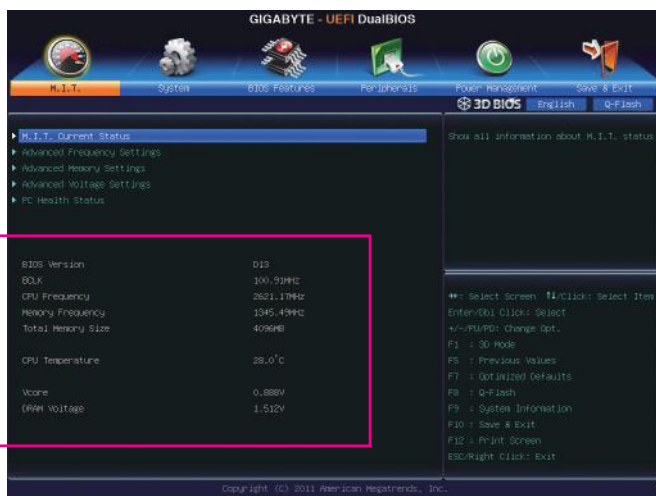 GIGABYTE - UEFI DualBIOS
M.I.T. System BIOS Features Peripherals Power Management Save & Exit
3D BIOS English Q-Flash
M.I.T. Current Status
Advanced Frequency Settings
Advanced Memory Settings
Advanced Voltage Settings
PC Health Status
BIOS Version D13
BCLK 100.91MHz
CPU Frequency 2621.17MHz
Memory Frequency 1345.49MHz
Total Memory Size 4096MB
CPU Temperature 28.0°C
Vcore 0.888V
DRAM Voltage 1.512V
Show all information about M.I.T. status
↔: Select Screen ↑↓/Click: Select Item
Enter/Dbl Click: Select
+/-/PU/PD: Change Opt.
F1 : 3D Mode
F5 : Previous Values
F7 : Optimized Defaults
F8 : Q-Flash
F9 : System Information
F10 : Save & Exit
F12 : Print Screen
ESC/Right Click: Exit
Copyright (C) 2011 American Megatrends, Inc.